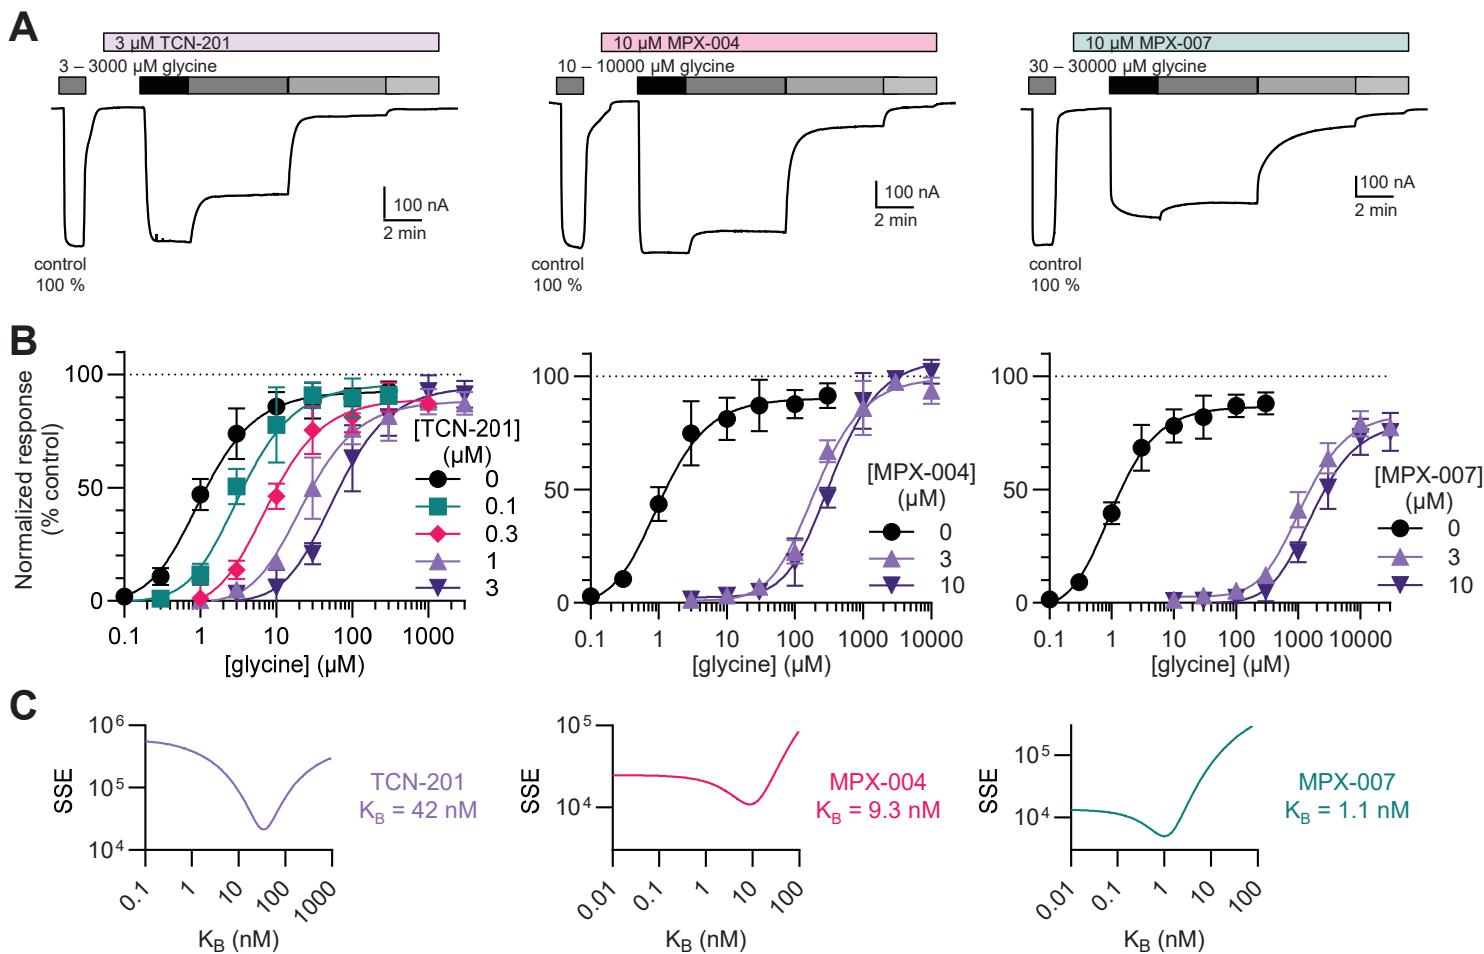 A
3 µM TCN-201
3 – 3000 µM glycine
control
100 %
100 nA
2 min
10 µM MPX-004
10 – 10000 µM glycine
control
100 %
100 nA
2 min
10 µM MPX-007
30 – 30000 µM glycine
control
100 %
100 nA
2 min
B
Normalized response
(% control)
100
50
0
0.1 1 10 100 1000
[glycine] (µM)
[TCN-201]
(µM)
0
0.1
0.3
1
3
100
50
0
0.1 1 10 100 1000 10000
[glycine] (µM)
[MPX-004]
(µM)
0
3
10
100
50
0
0.1 1 10 100 1000 10000
[glycine] (µM)
[MPX-007]
(µM)
0
3
10
C
SSE
10⁶
10⁵
10⁴
0.1 1 10 100 1000
K_B (nM)
TCN-201
K_B = 42 nM
SSE
10⁵
10⁴
0.01 0.1 1 10 100
K_B (nM)
MPX-004
K_B = 9.3 nM
SSE
10⁵
10⁴
0.01 0.1 1 10 100
K_B (nM)
MPX-007
K_B = 1.1 nM